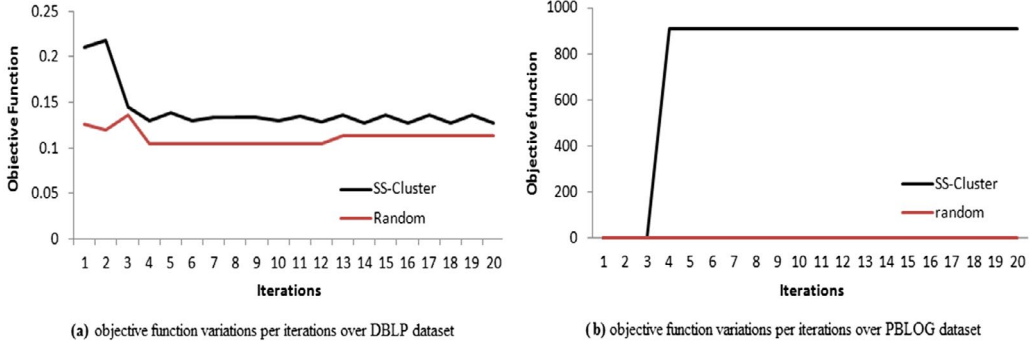 0.25
0.2
0.15
0.1
0.05
0
Objective Function
SS-Cluster
Random
1 2 3 4 5 6 7 8 9 10 11 12 13 14 15 16 17 18 19 20
Iterations
(a) objective function variations per iterations over DBLP dataset
1000
800
600
400
200
0
Objective function
SS-Cluster
random
1 2 3 4 5 6 7 8 9 10 11 12 13 14 15 16 17 18 19 20
Iterations
(b) objective function variations per iterations over PBLOG dataset